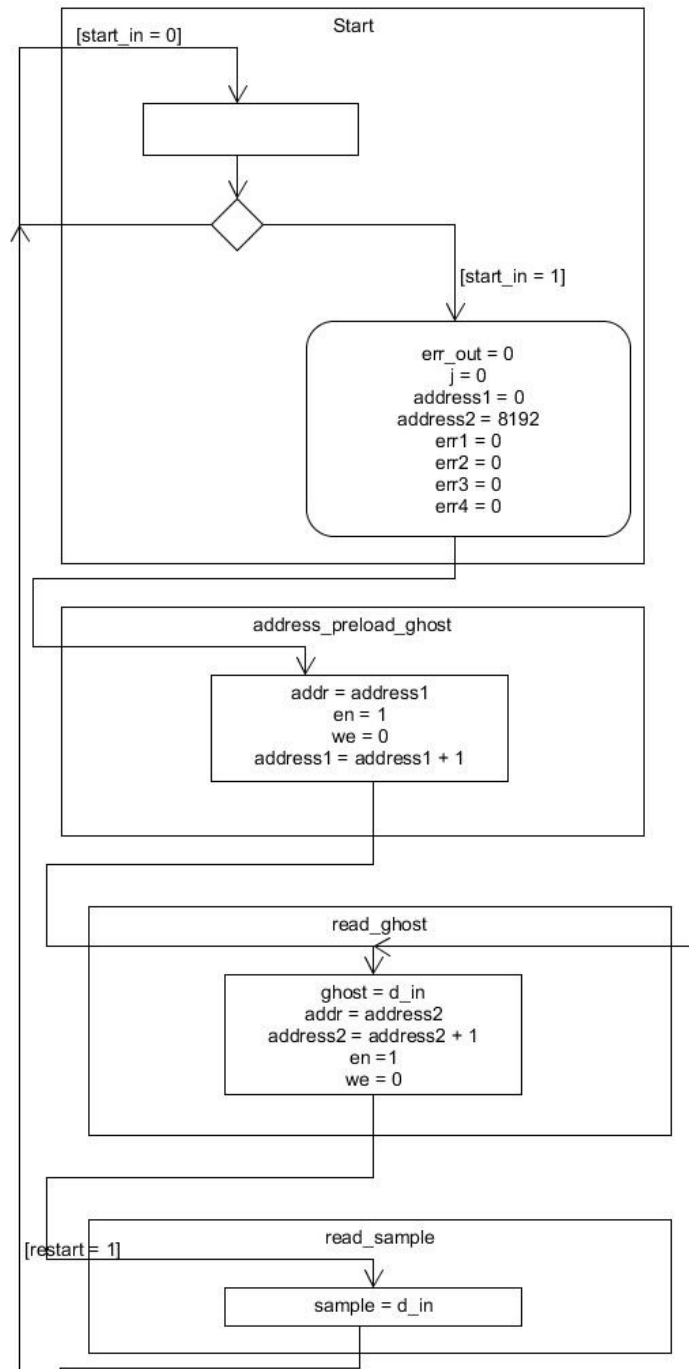 Start
[start_in = 0]
[start_in = 1]
err_out = 0
j = 0
address1 = 0
address2 = 8192
err1 = 0
err2 = 0
err3 = 0
err4 = 0
address_preload_ghost
addr = address1
en = 1
we = 0
address1 = address1 + 1
read_ghost
ghost = d_in
addr = address2
address2 = address2 + 1
en =1
we = 0
read_sample
[restart = 1]
sample = d_in